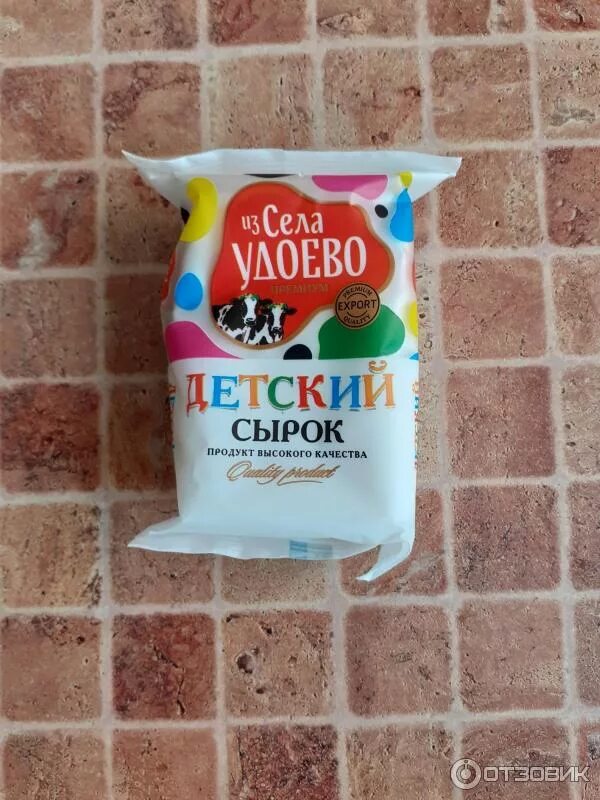 из Села
УДОЕВО
ПРЕМИУМ
PREMIUM
EXPORT
QUALITY
ДЕТСКИЙ
СЫРОК
ПРОДУКТ ВЫСОКОГО КАЧЕСТВА
Quality product
ОТЗОВИК